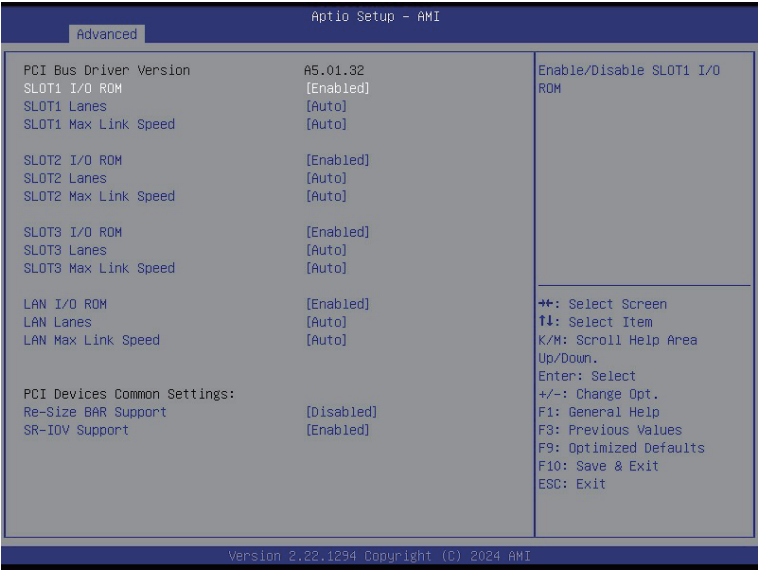 Aptio Setup – AMI
Advanced
PCI Bus Driver Version A5.01.32
SLOT1 I/O ROM [Enabled]
SLOT1 Lanes [Auto]
SLOT1 Max Link Speed [Auto]
SLOT2 I/O ROM [Enabled]
SLOT2 Lanes [Auto]
SLOT2 Max Link Speed [Auto]
SLOT3 I/O ROM [Enabled]
SLOT3 Lanes [Auto]
SLOT3 Max Link Speed [Auto]
LAN I/O ROM [Enabled]
LAN Lanes [Auto]
LAN Max Link Speed [Auto]
PCI Devices Common Settings:
Re-Size BAR Support [Disabled]
SR-IOV Support [Enabled]
Enable/Disable SLOT1 I/O
ROM
→←: Select Screen
↑↓: Select Item
K/M: Scroll Help Area
Up/Down.
Enter: Select
+/-: Change Opt.
F1: General Help
F3: Previous Values
F9: Optimized Defaults
F10: Save & Exit
ESC: Exit
Version 2.22.1294 Copyright (C) 2024 AMI